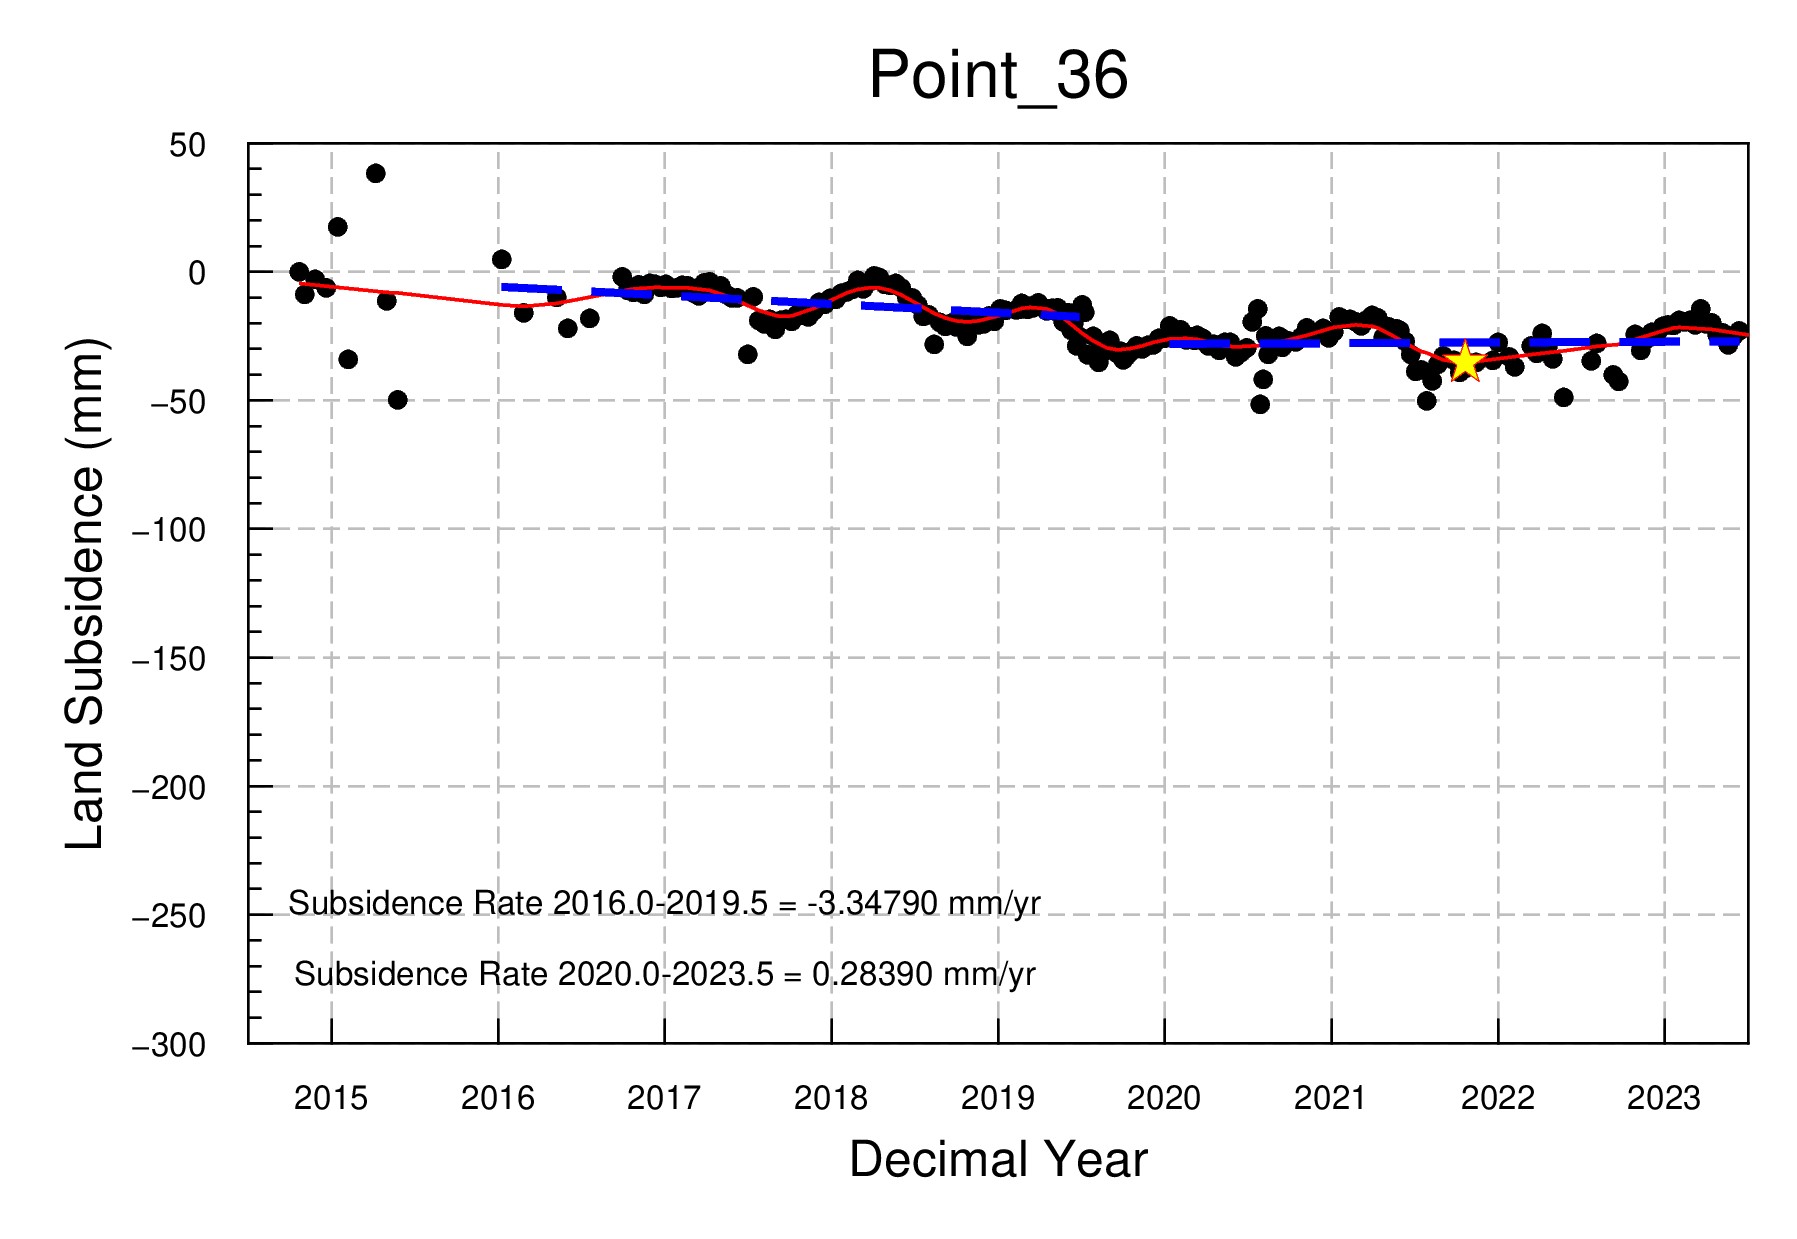 Point_36
Land Subsidence (mm)
50
0
−50
−100
−150
−200
−250
−300
Subsidence Rate 2016.0-2019.5 = -3.34790 mm/yr
Subsidence Rate 2020.0-2023.5 = 0.28390 mm/yr
2015 2016 2017 2018 2019 2020 2021 2022 2023
Decimal Year